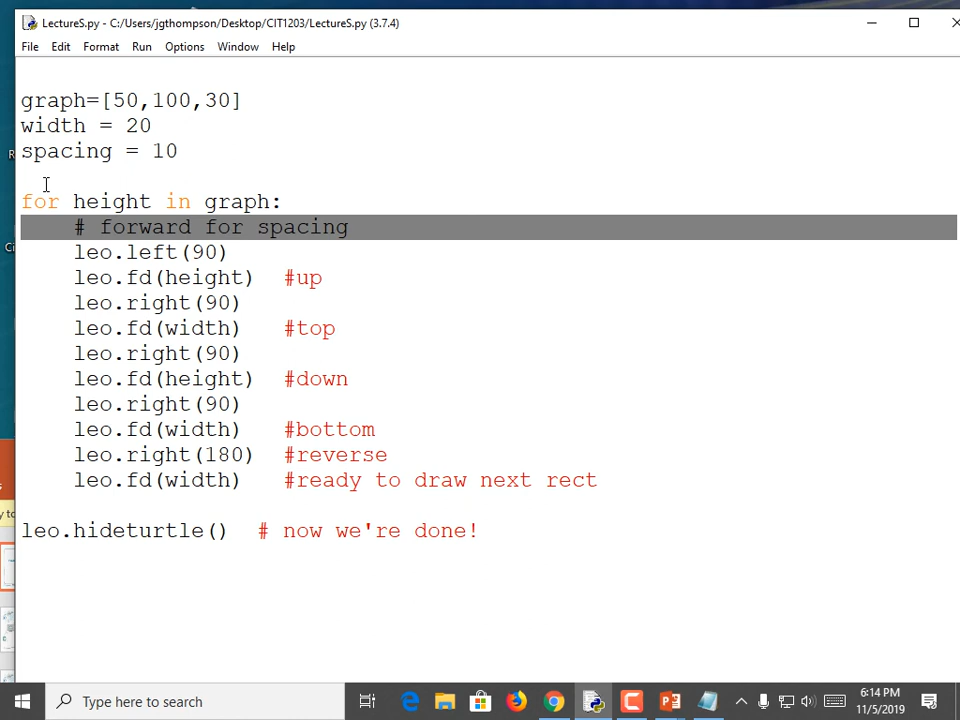 LectureS.py - C:/Users/jgthompson/Desktop/CIT1203/LectureS.py (3.7.4)
File Edit Format Run Options Window Help
graph=[50,100,30]
width = 20
spacing = 10
for height in graph:
    # forward for spacing
    leo.left(90)
    leo.fd(height)  #up
    leo.right(90)
    leo.fd(width)   #top
    leo.right(90)
    leo.fd(height)  #down
    leo.right(90)
    leo.fd(width)   #bottom
    leo.right(180)  #reverse
    leo.fd(width)   #ready to draw next rect
leo.hideturtle()  # now we're done!
Type here to search
6:14 PM
11/5/2019